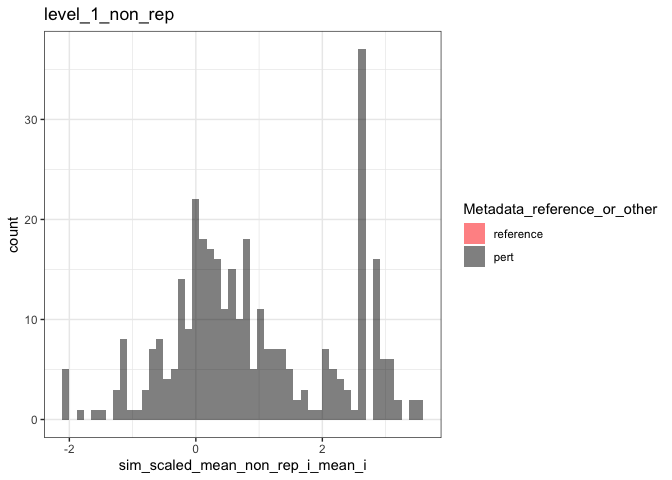 level_1_non_rep
30
20
10
0
count
-2
0
2
sim_scaled_mean_non_rep_i_mean_i
Metadata_reference_or_other
reference
pert